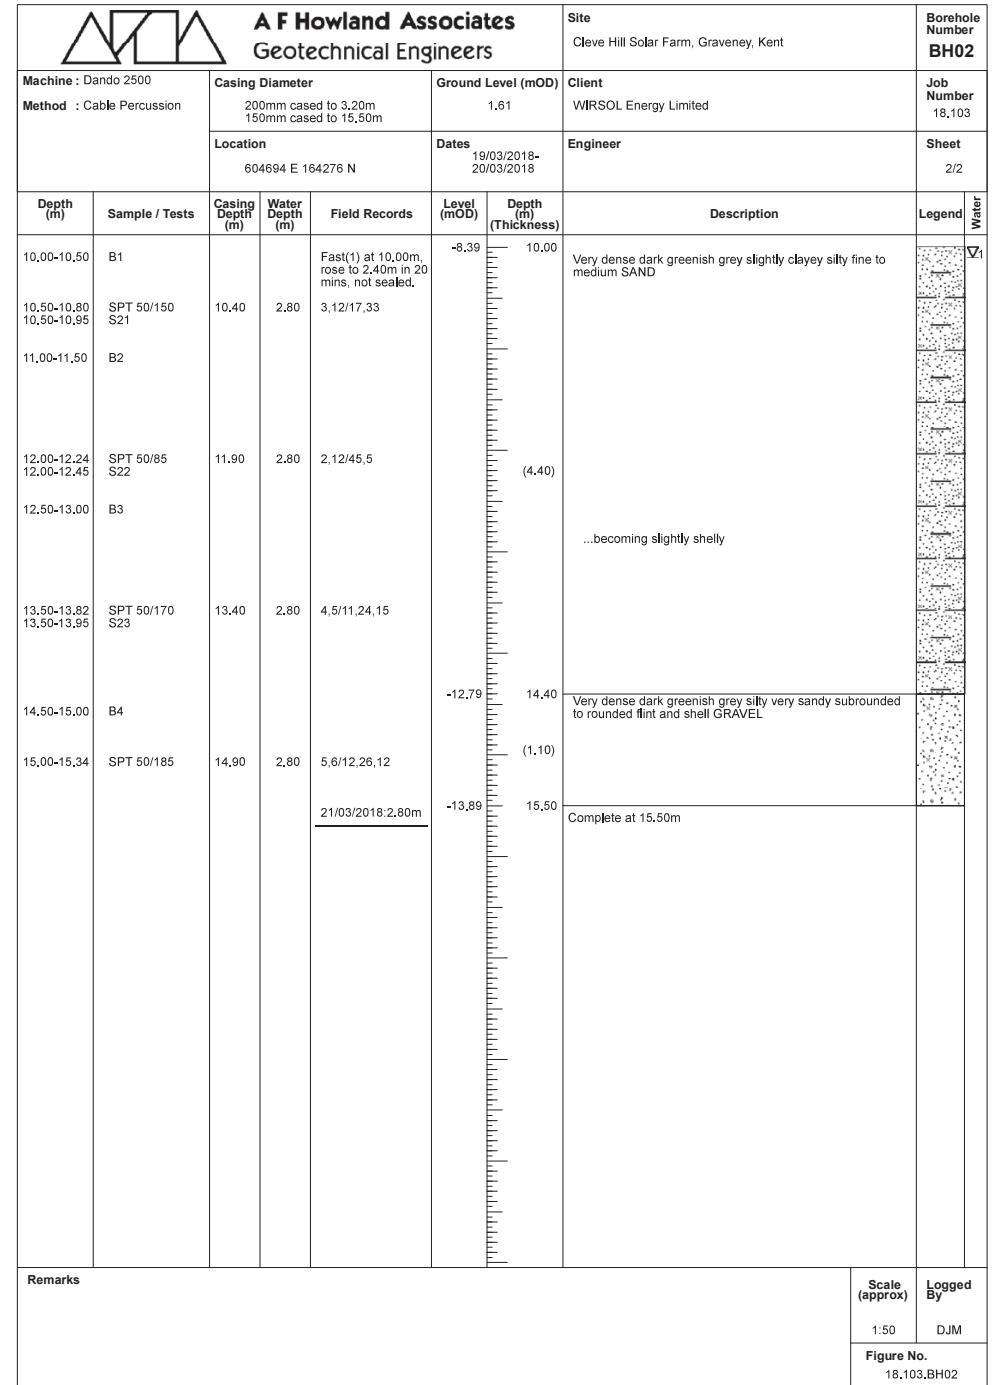 A F Howland Associates
Geotechnical Engineers
Site
Cleve Hill Solar Farm, Graveney, Kent
Borehole
Number
BH02
Machine : Dando 2500
Method : Cable Percussion
Casing Diameter
200mm cased to 3.20m
150mm cased to 15.50m
Ground Level (mOD)
1.61
Client
WIRSOL Energy Limited
Job
Number
18.103
Location
604694 E 164276 N
Dates
19/03/2018-
20/03/2018
Engineer
Sheet
2/2
Depth
(m)
Sample / Tests
Casing
Depth
(m)
Water
Depth
(m)
Field Records
Level
(mOD)
Depth
(m)
(Thickness)
Description
Legend
Water
-8.39 10.00
10.00-10.50 B1 Fast(1) at 10.00m,
rose to 2.40m in 20
mins, not sealed.
Very dense dark greenish grey slightly clayey silty fine to
medium SAND
1
10.50-10.80 SPT 50/150 10.40 2.80 3,12/17,33
10.50-10.95 S21
11.00-11.50 B2
12.00-12.24 SPT 50/85 11.90 2.80 2,12/45,5
12.00-12.45 S22
(4.40)
12.50-13.00 B3
...becoming slightly shelly
13.50-13.82 SPT 50/170 13.40 2.80 4,5/11,24,15
13.50-13.95 S23
-12.79 14.40
Very dense dark greenish grey silty very sandy subrounded
to rounded flint and shell GRAVEL
14.50-15.00 B4
(1.10)
15.00-15.34 SPT 50/185 14.90 2.80 5,6/12,26,12
21/03/2018:2.80m
-13.89 15.50
Complete at 15.50m
Remarks
Scale
(approx)
1:50
Logged
By
DJM
Figure No.
18.103.BH02